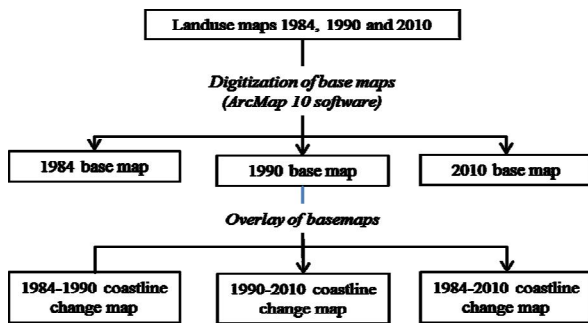 Landuse maps 1984, 1990 and 2010
Digitization of base maps
(ArcMap 10 software)
1984 base map
1990 base map
2010 base map
Overlay of basemaps
1984-1990 coastline
change map
1990-2010 coastline
change map
1984-2010 coastline
change map